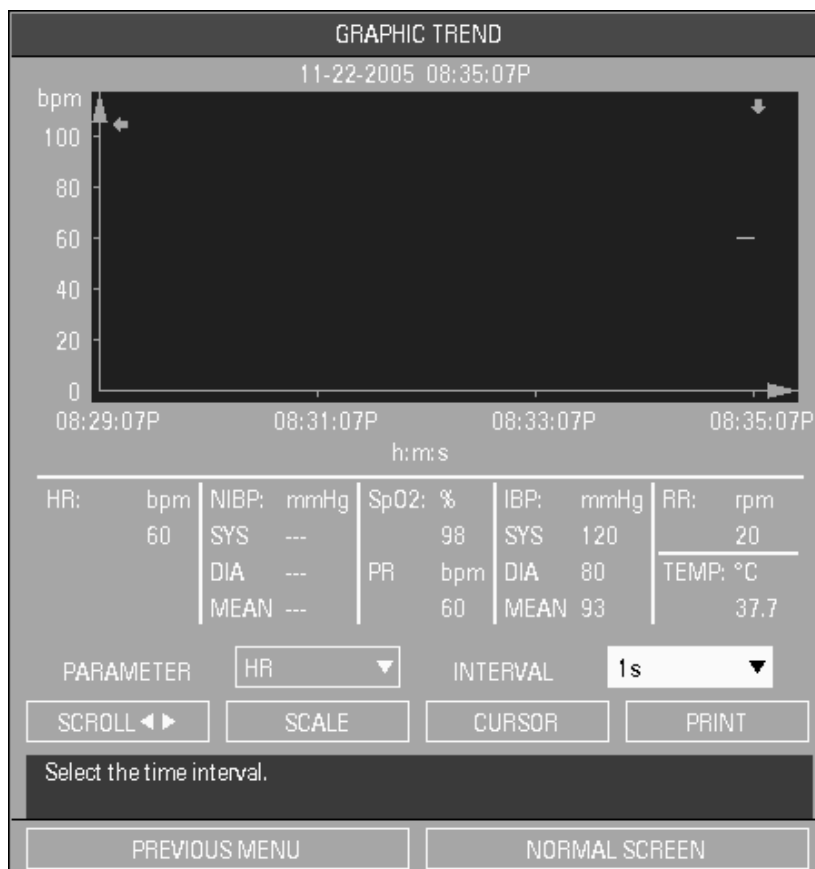 GRAPHIC TREND
11-22-2005 08:35:07P
bpm
100
80
60
40
20
0
08:29:07P 08:31:07P 08:33:07P 08:35:07P
h:m:s
HR: bpm NIBP: mmHg SpO2: % IBP: mmHg RR: rpm
60 SYS --- 98 SYS 120 20
DIA --- PR bpm DIA 80 TEMP: °C
MEAN --- 60 MEAN 93 37.7
PARAMETER HR INTERVAL 1s
SCROLL SCALE CURSOR PRINT
Select the time interval.
PREVIOUS MENU NORMAL SCREEN